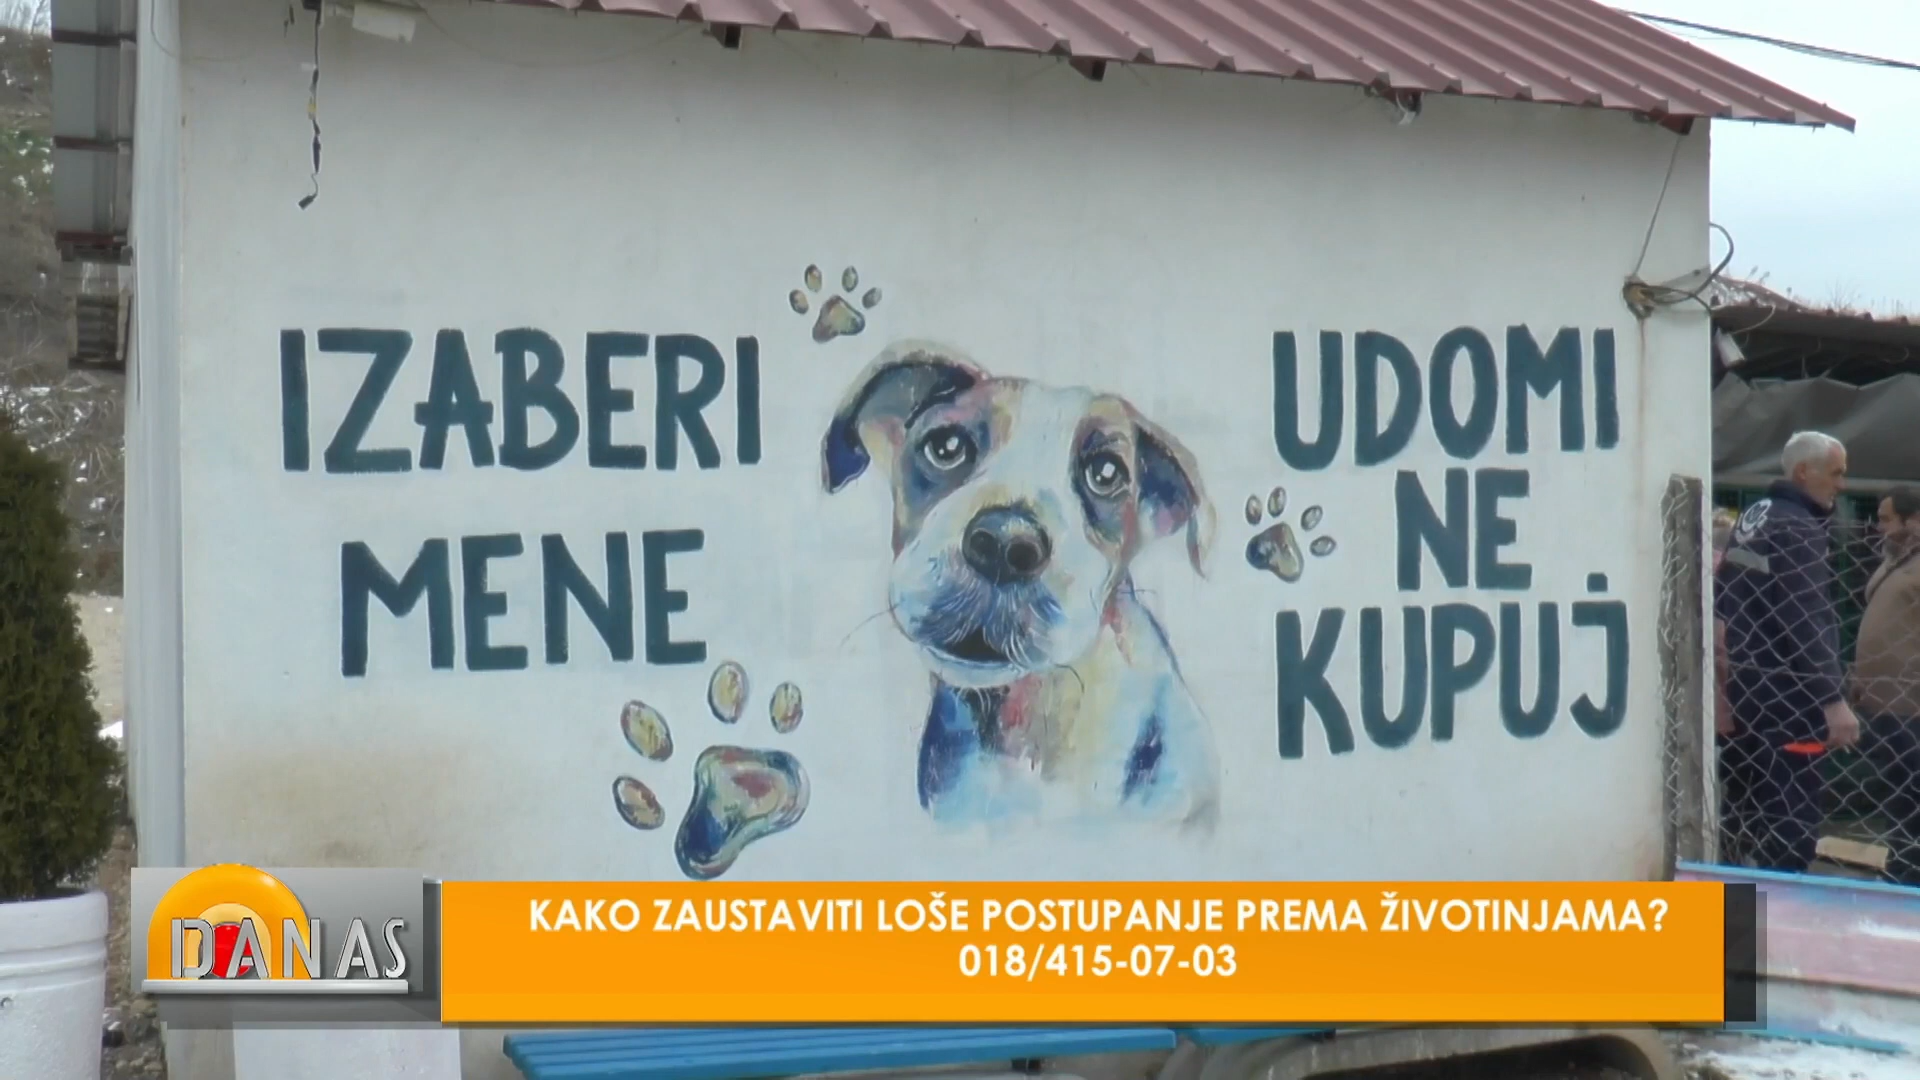 IZABERI
MENE
UDOMI
NE
KUPUJ
DANAS
KAKO ZAUSTAVITI LOŠE POSTUPANJE PREMA ŽIVOTINJAMA?
018/415-07-03